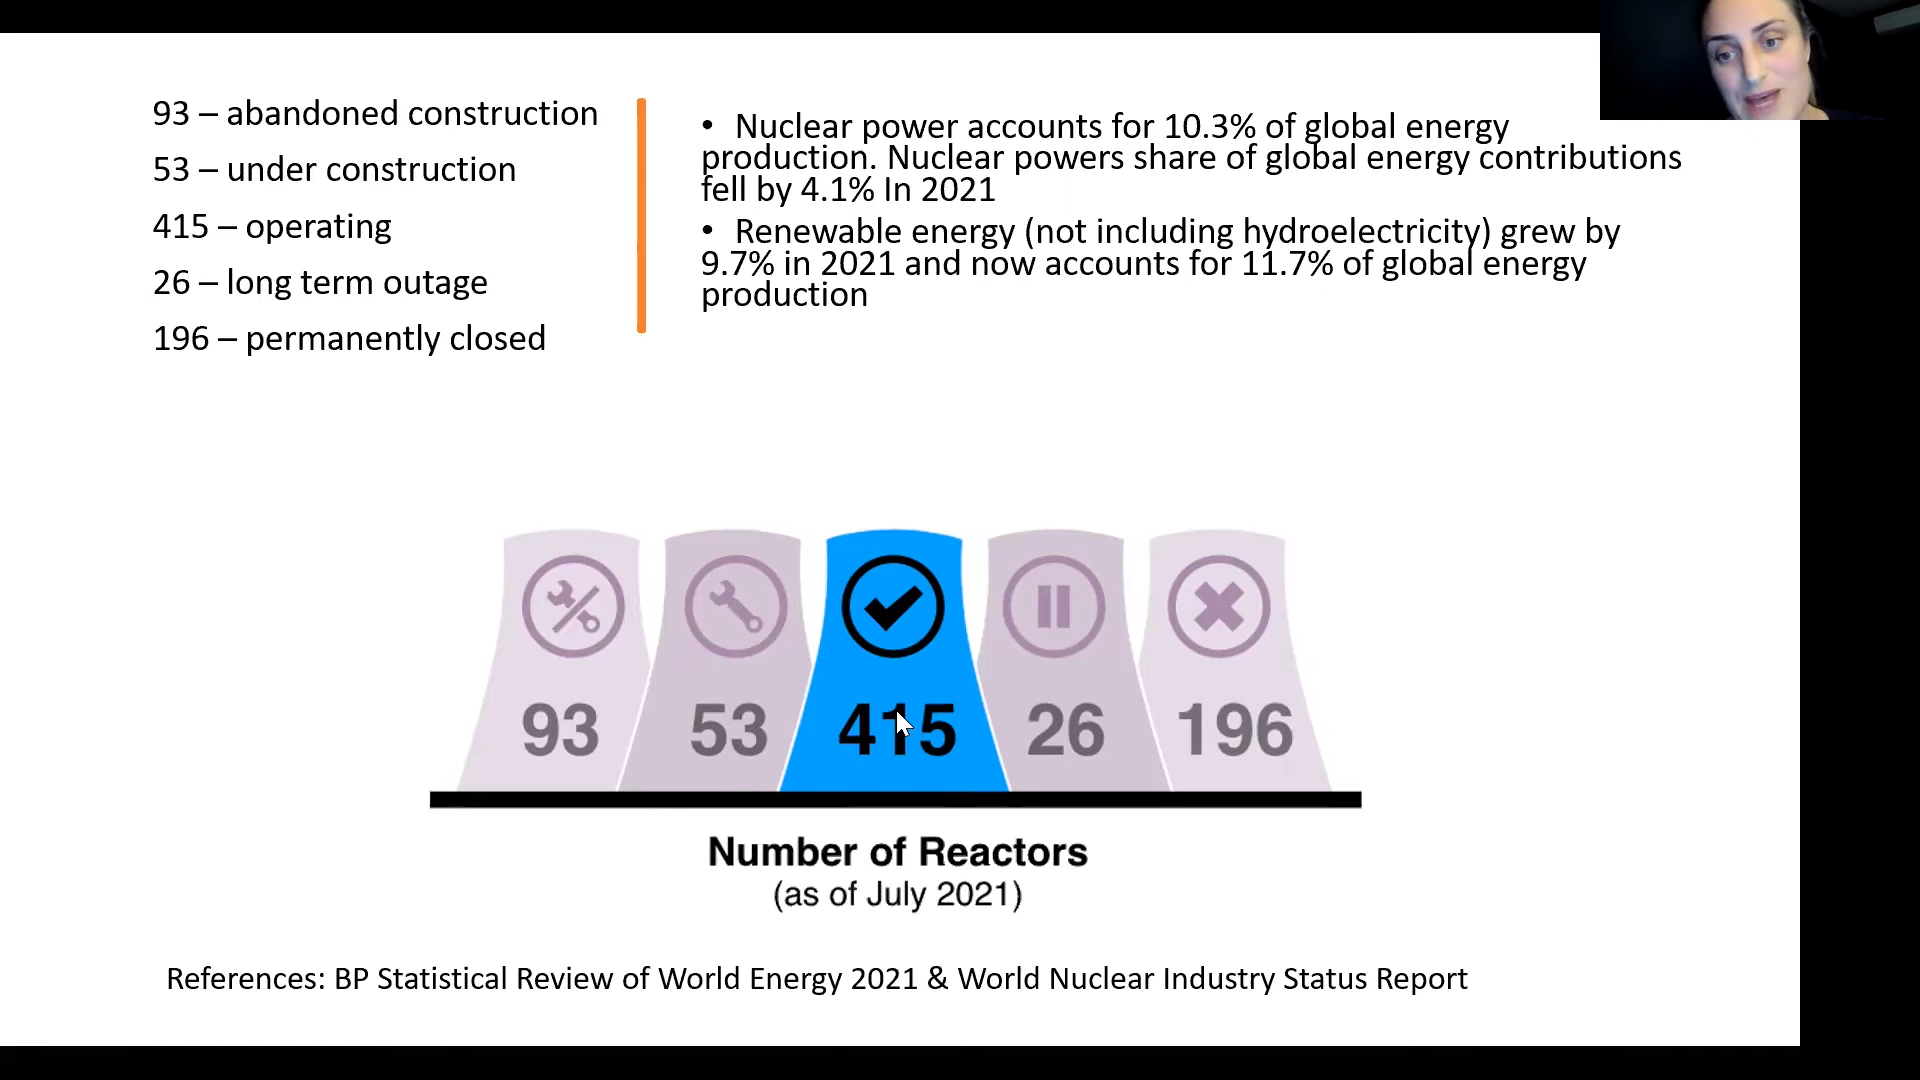 93 – abandoned construction
53 – under construction
415 – operating
26 – long term outage
196 – permanently closed
• Nuclear power accounts for 10.3% of global energy
production. Nuclear powers share of global energy contributions
fell by 4.1% In 2021
• Renewable energy (not including hydroelectricity) grew by
9.7% in 2021 and now accounts for 11.7% of global energy
production
93 53 415 26 196
Number of Reactors
(as of July 2021)
References: BP Statistical Review of World Energy 2021 & World Nuclear Industry Status Report